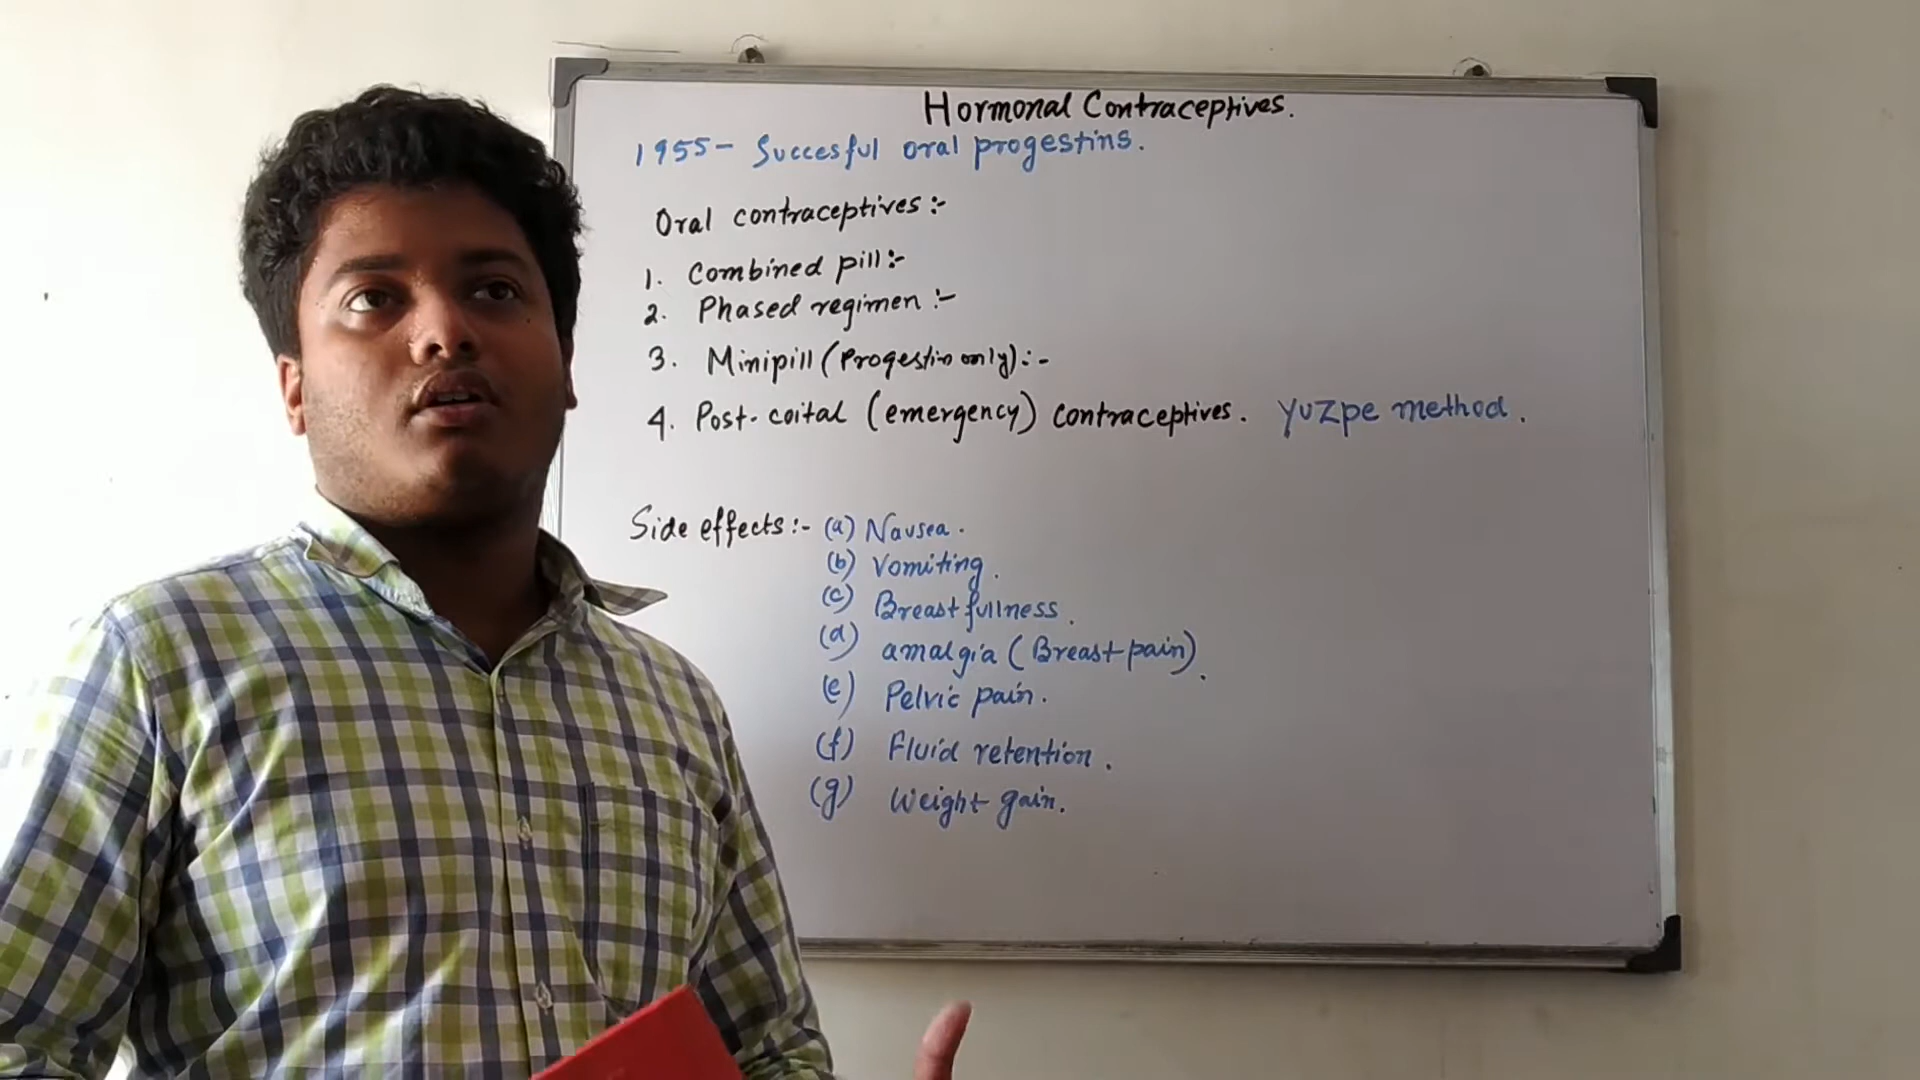 Hormonal Contraceptives.
1955- Succesful oral progestins.
Oral contraceptives :-
1. Combined pill :-
2. Phased regimen :-
3. Minipill (Progestin only) :-
4. Post-coital (emergency) contraceptives. Yuzpe method.
Side effects :- (a) Nausea.
(b) Vomiting.
(c) Breast fullness.
(d) amalgia (Breast pain).
(e) Pelvic pain.
(f) Fluid retention.
(g) Weight gain.